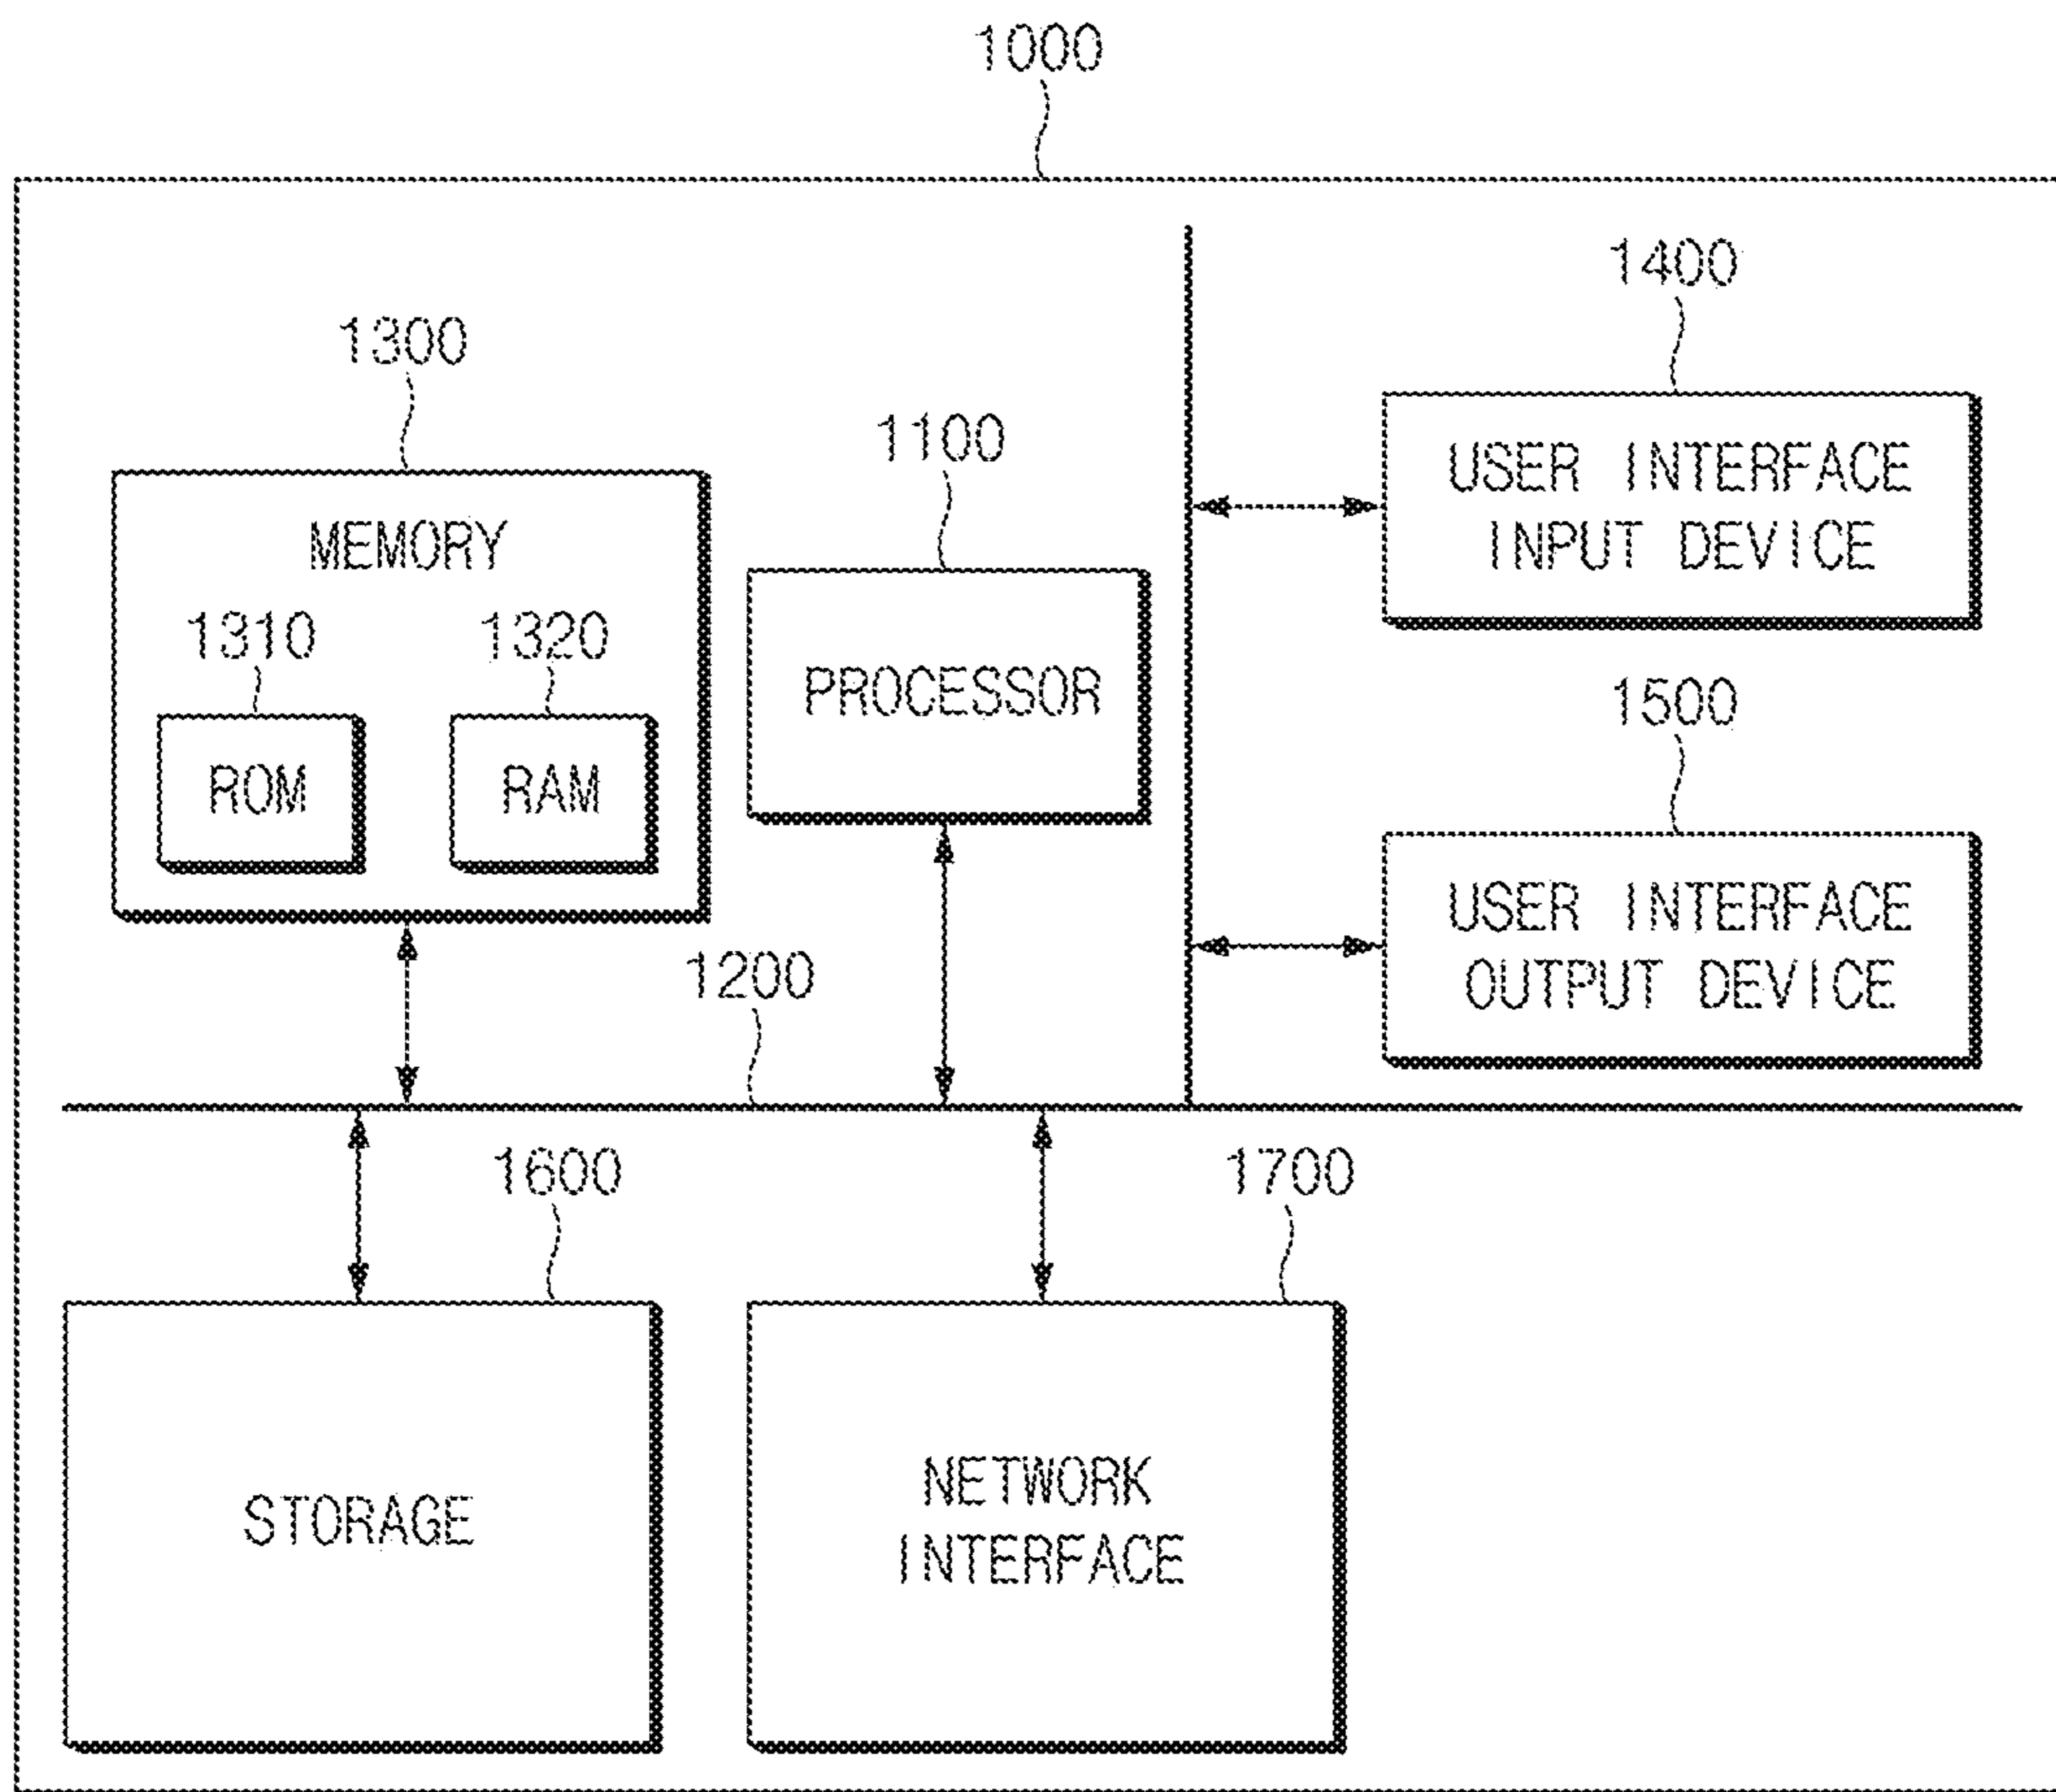 1000
1400
1300
1100
USER INTERFACE
INPUT DEVICE
MEMORY
1310
1320
PROCESSOR
1500
ROM
RAM
USER INTERFACE
OUTPUT DEVICE
1200
1600
1700
STORAGE
NETWORK
INTERFACE